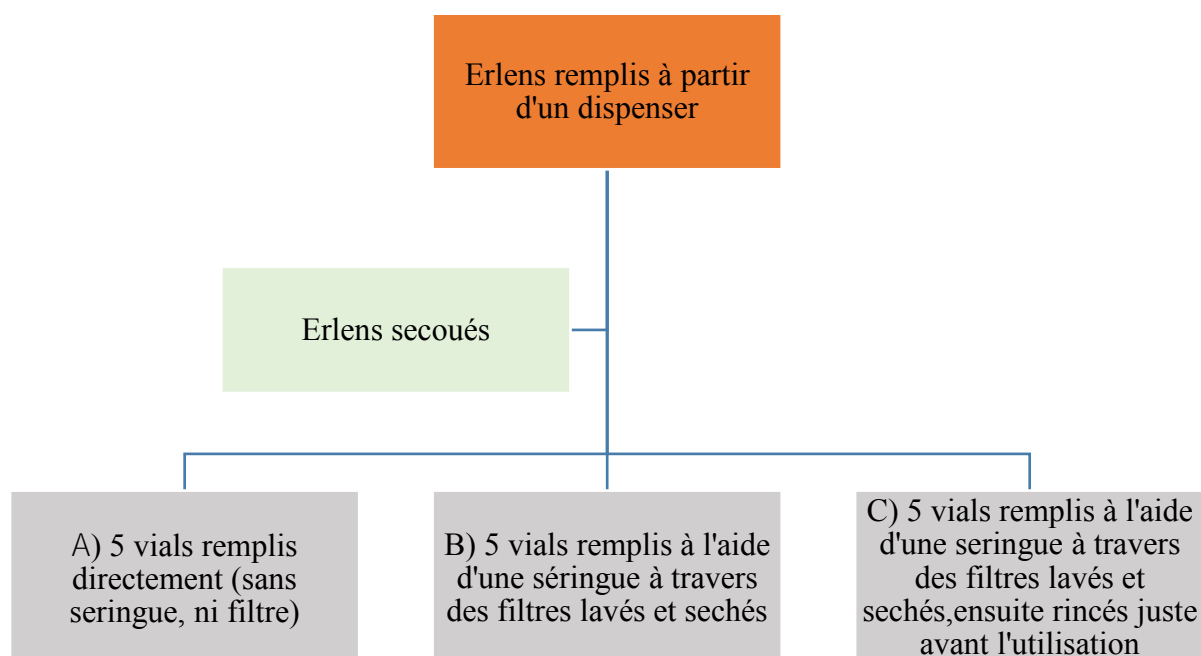 Erlens remplis à partir
d'un dispenser
Erlens secoués
A) 5 vials remplis
directement (sans
seringue, ni filtre)
B) 5 vials remplis à l'aide
d'une séringue à travers
des filtres lavés et sechés
C) 5 vials remplis à l'aide
d'une seringue à travers
des filtres lavés et
sechés,ensuite rincés juste
avant l'utilisation